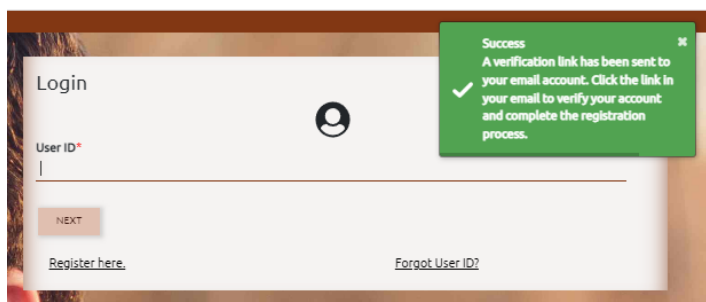 Success
A verification link has been sent to
your email account. Click the link in
your email to verify your account
and complete the registration
process.
Login
User ID*
NEXT
Register here.
Forgot User ID?